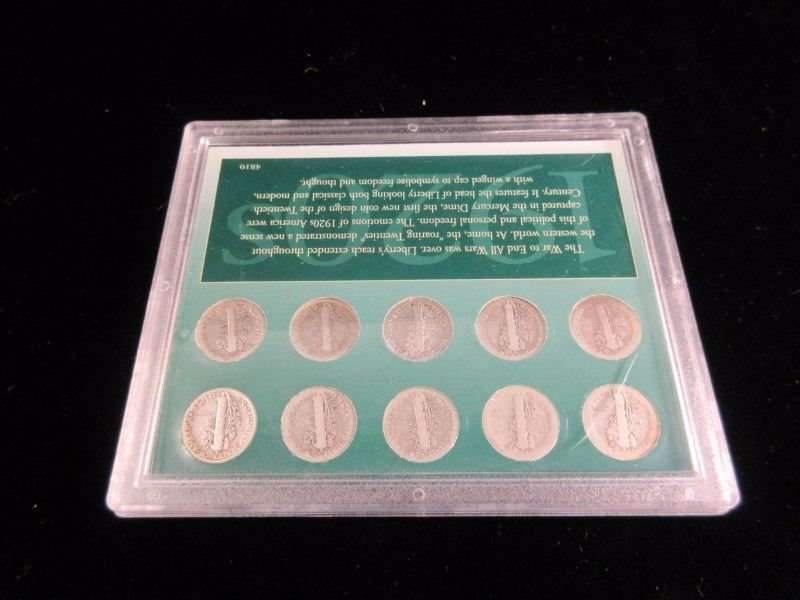 The War to End All Wars was over. Liberty's reach extended throughout
the western world. At home, the "roaring Twenties" demonstrated a new sense
of this political and personal freedom. The emotions of 1920s America were
captured in the Mercury Dime, the first new coin design of the Twentieth
Century. It features the head of Liberty looking both classical and modern,
with a winged cap to symbolize freedom and thought.
4810
1920s